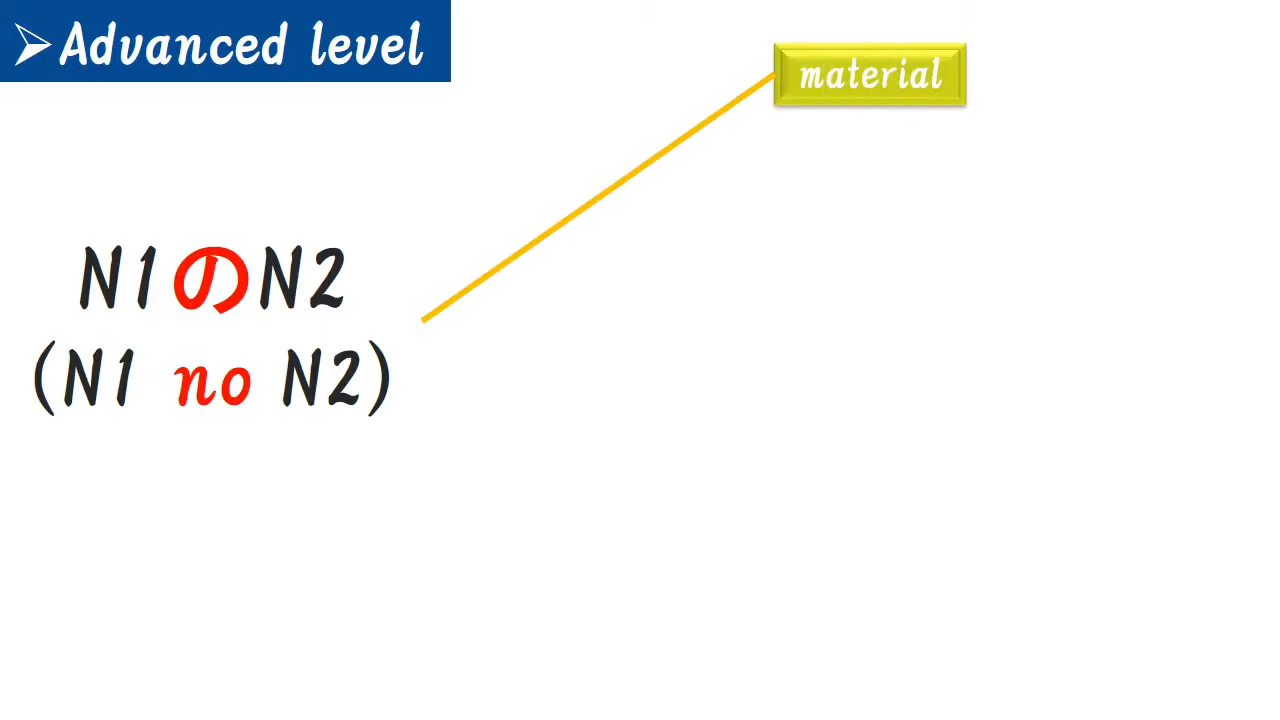 ➢Advanced level
material
N1のN2
(N1 no N2)